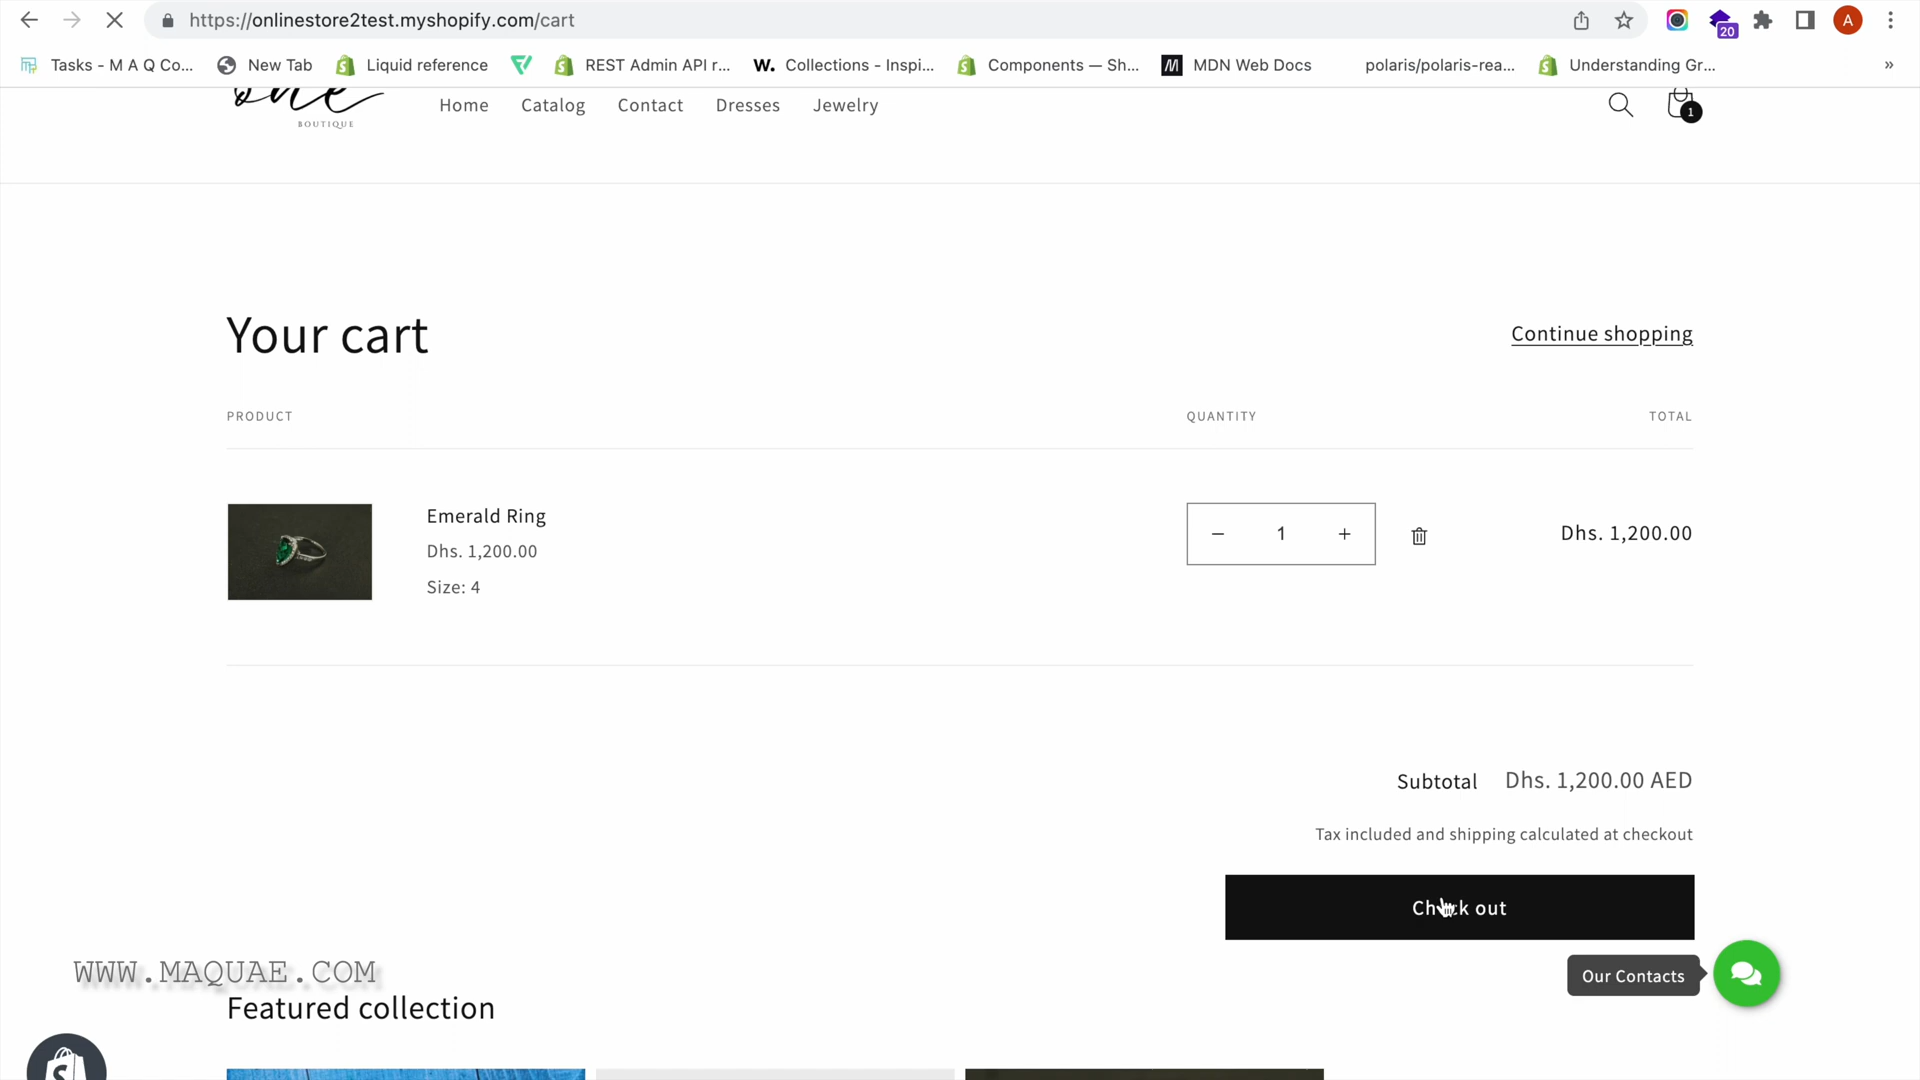 https://onlinestore2test.myshopify.com/cart
A
20
Tasks - M A Q Co...
New Tab
Liquid reference
REST Admin API r...
W. Collections - Inspi...
Components — Sh...
MDN Web Docs
polaris/polaris-rea...
Understanding Gr...
»
she
BOUTIQUE
Home
Catalog
Contact
Dresses
Jewelry
1
Your cart
Continue shopping
PRODUCT
QUANTITY
TOTAL
Emerald Ring
Dhs. 1,200.00
Size: 4
− 1 +
Dhs. 1,200.00
Subtotal Dhs. 1,200.00 AED
Tax included and shipping calculated at checkout
Check out
Our Contacts
WWW.MAQUAE.COM
Featured collection